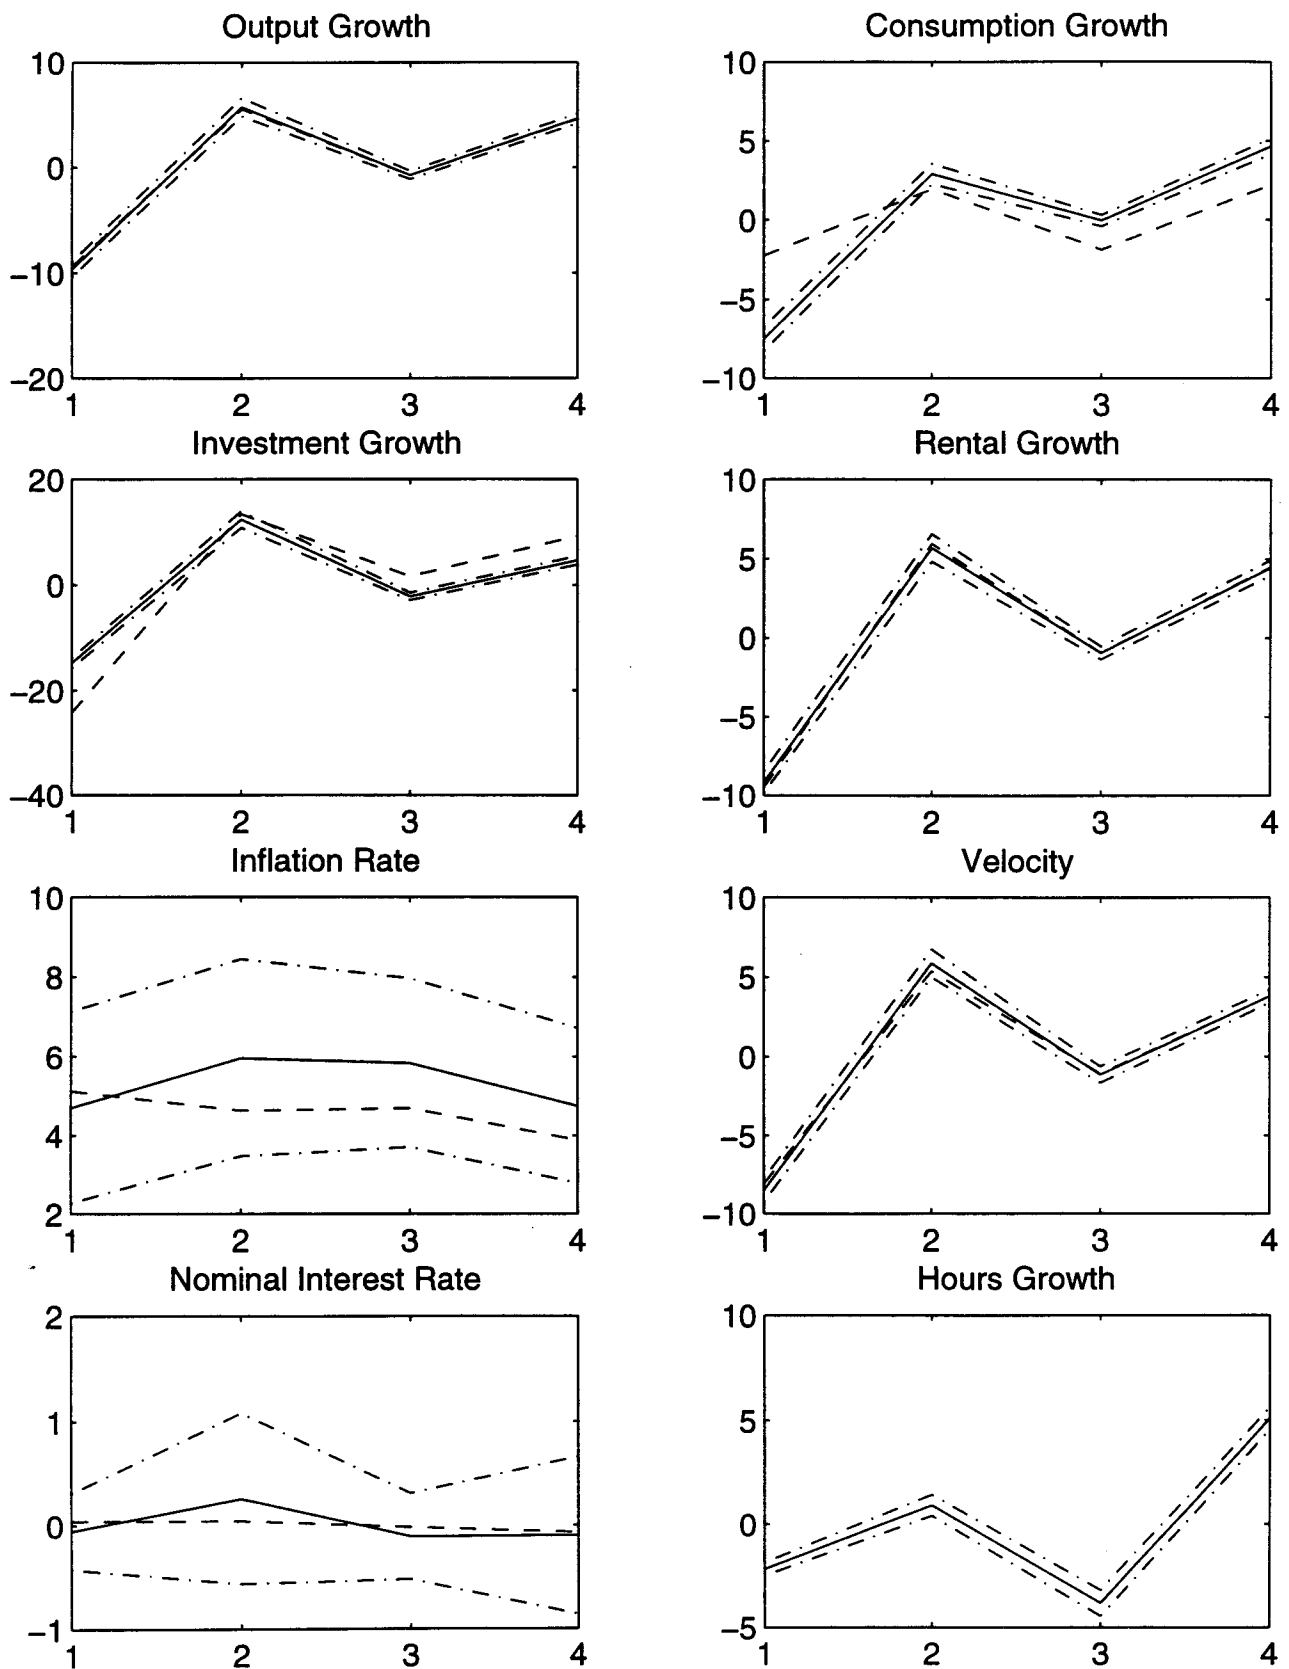 Output Growth
10
0
−10
−20
1 2 3 4
Consumption Growth
10
5
0
−5
−10
1 2 3 4
Investment Growth
20
0
−20
−40
1 2 3 4
Rental Growth
10
5
0
−5
−10
1 2 3 4
Inflation Rate
10
8
6
4
2
1 2 3 4
Velocity
10
5
0
−5
−10
1 2 3 4
Nominal Interest Rate
2
1
0
−1
1 2 3 4
Hours Growth
10
5
0
−5
1 2 3 4